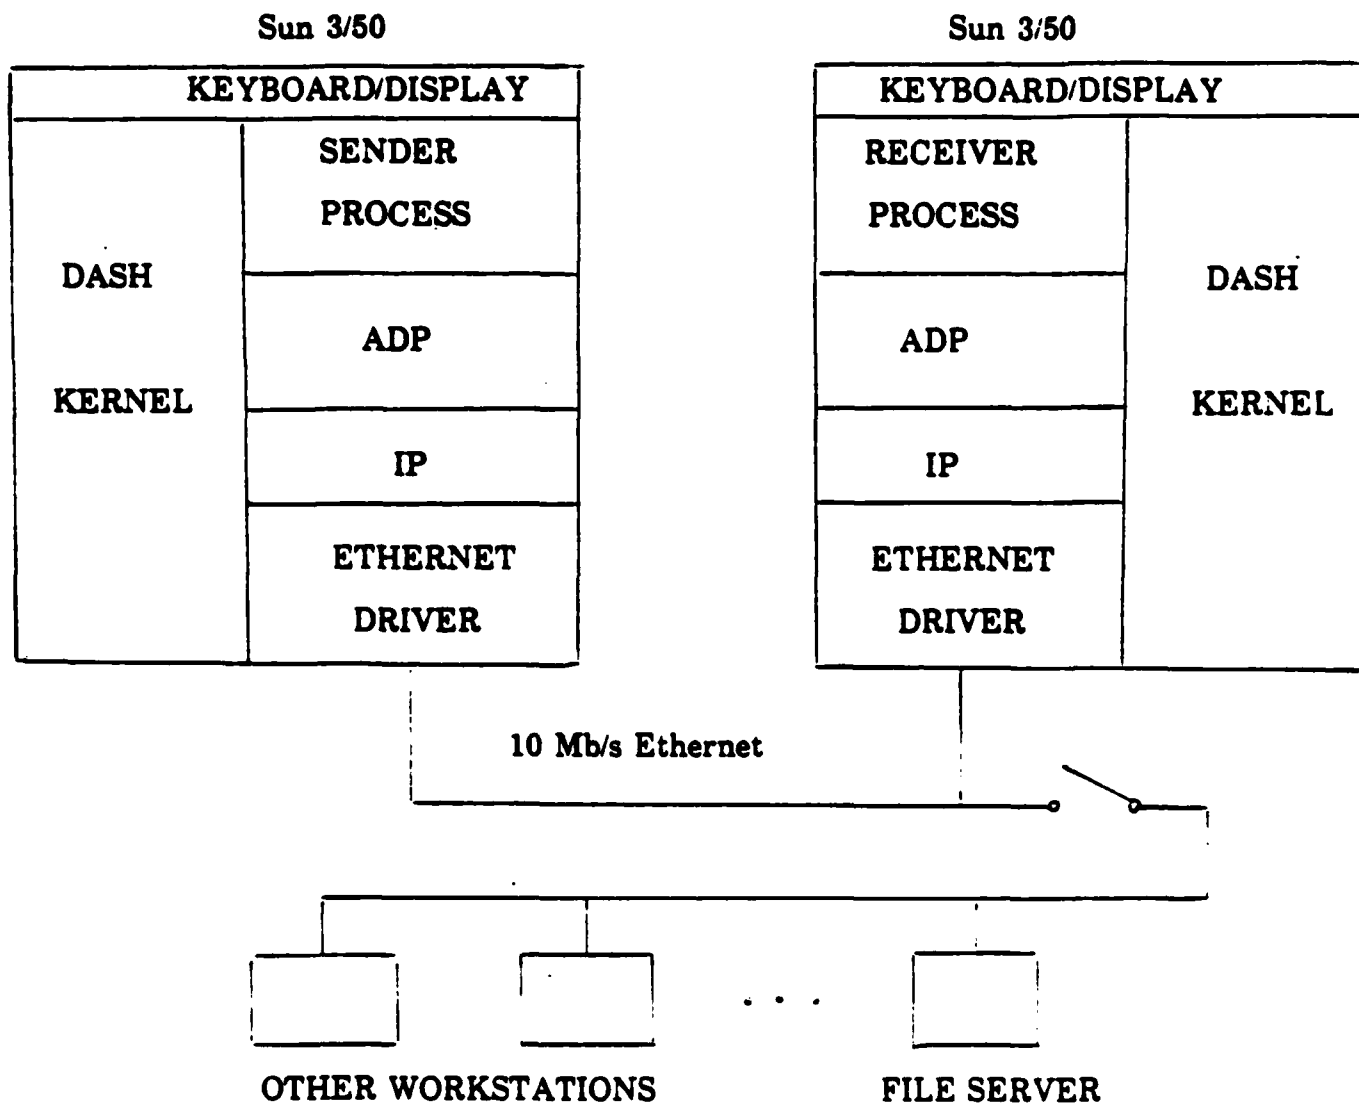 Sun 3/50
KEYBOARD/DISPLAY
DASH
KERNEL
SENDER
PROCESS
ADP
IP
ETHERNET
DRIVER
Sun 3/50
KEYBOARD/DISPLAY
RECEIVER
PROCESS
ADP
IP
ETHERNET
DRIVER
DASH
KERNEL
10 Mb/s Ethernet
. . .
OTHER WORKSTATIONS
FILE SERVER